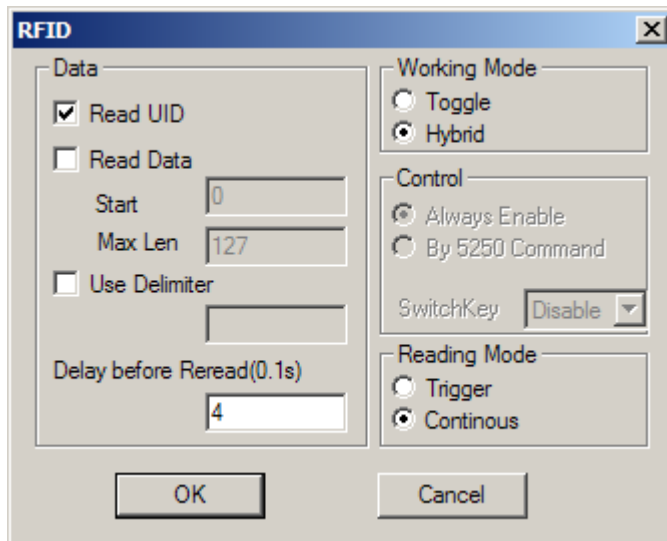 RFID
Data
Read UID
Read Data
Start 0
Max Len 127
Use Delimiter
Delay before Reread(0.1s)
4
Working Mode
Toggle
Hybrid
Control
Always Enable
By 5250 Command
SwitchKey Disable
Reading Mode
Trigger
Continous
OK Cancel